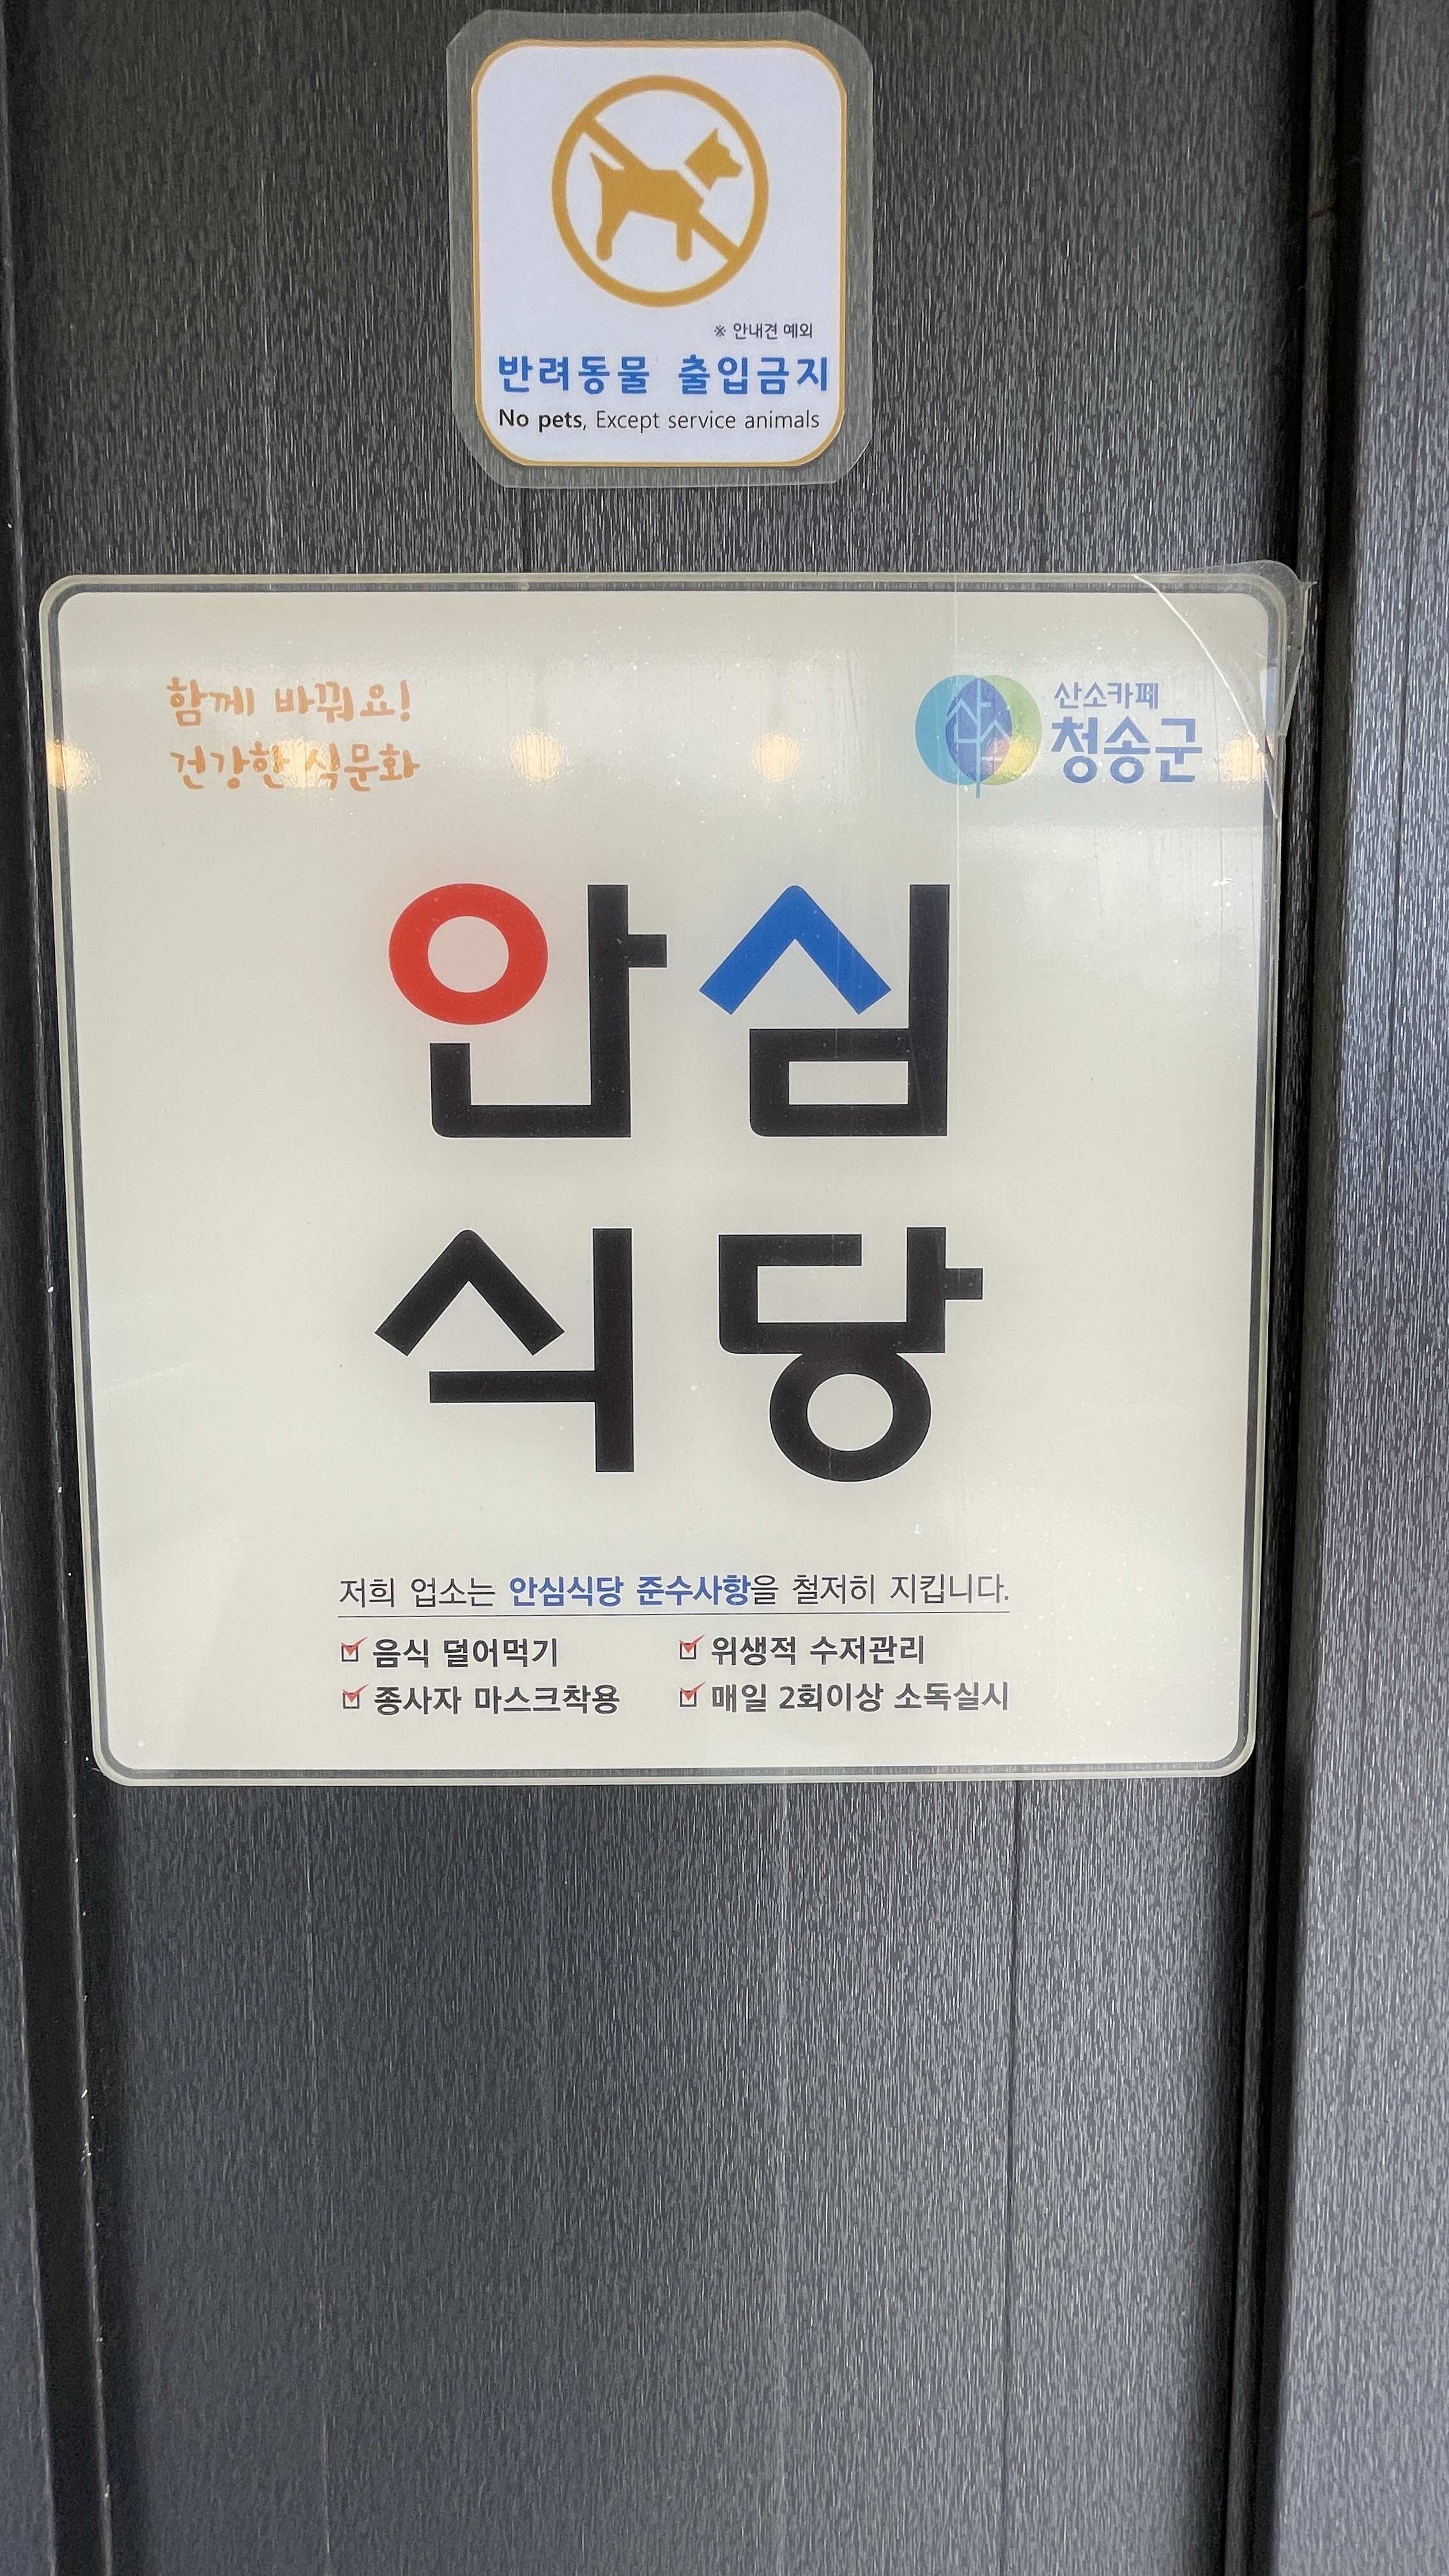 ※ 안내견 예외
반려동물 출입금지
No pets, Except service animals
함께 바꿔요!
건강한 식문화
산소카페
청송군
안심
식당
저희 업소는 안심식당 준수사항을 철저히 지킵니다.
음식 덜어먹기
위생적 수저관리
종사자 마스크착용
매일 2회이상 소독실시